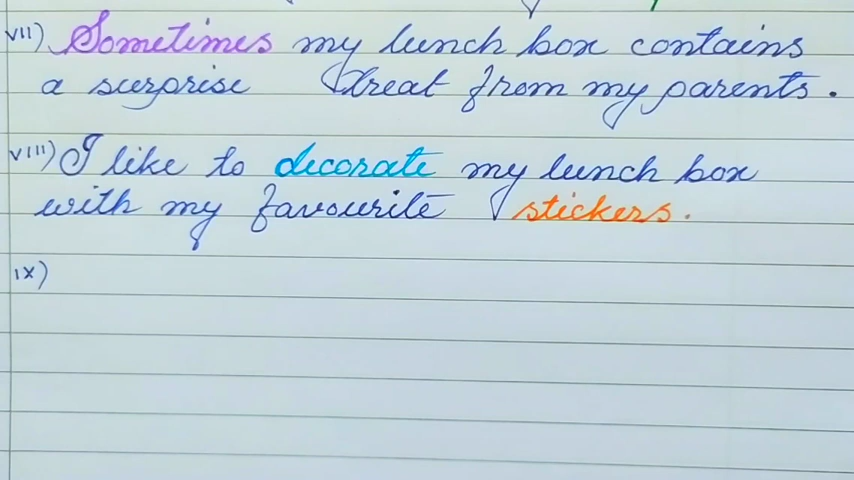 vii) Sometimes my lunch box contains
a surprise treat from my parents.
viii) I like to decorate my lunch box
with my favourite stickers.
ix)